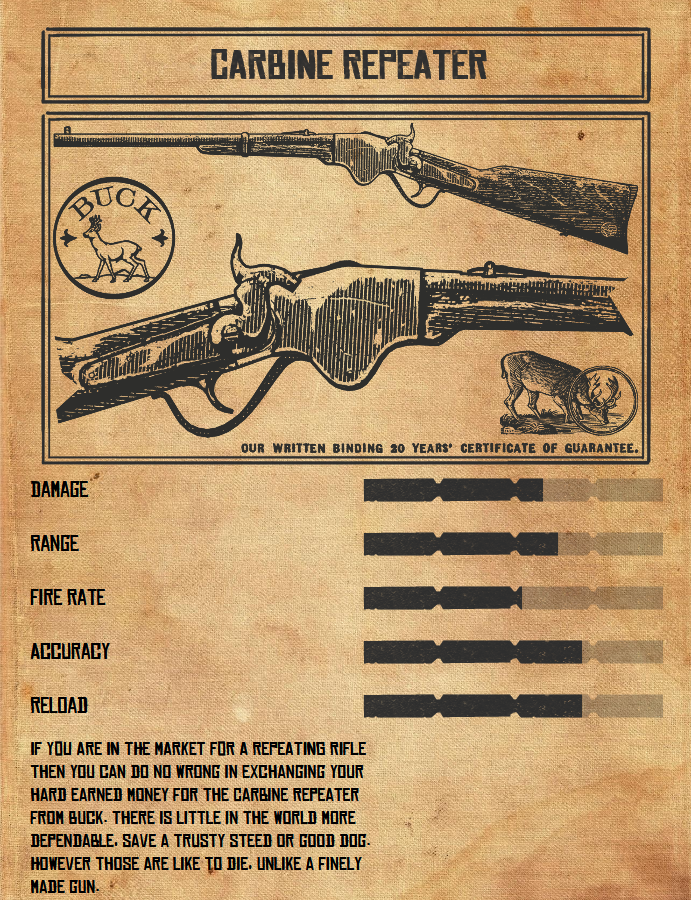 CARBINE REPEATER
BUCK
OUR WRITTEN BINDING 20 YEARS' CERTIFICATE OF GUARANTEE.
DAMAGE
RANGE
FIRE RATE
ACCURACY
RELOAD
IF YOU ARE IN THE MARKET FOR A REPEATING RIFLE
THEN YOU CAN DO NO WRONG IN EXCHANGING YOUR
HARD EARNED MONEY FOR THE CARBINE REPEATER
FROM BUCK. THERE IS LITTLE IN THE WORLD MORE
DEPENDABLE, SAVE A TRUSTY STEED OR GOOD DOG.
HOWEVER THOSE ARE LIKE TO DIE, UNLIKE A FINELY
MADE GUN.